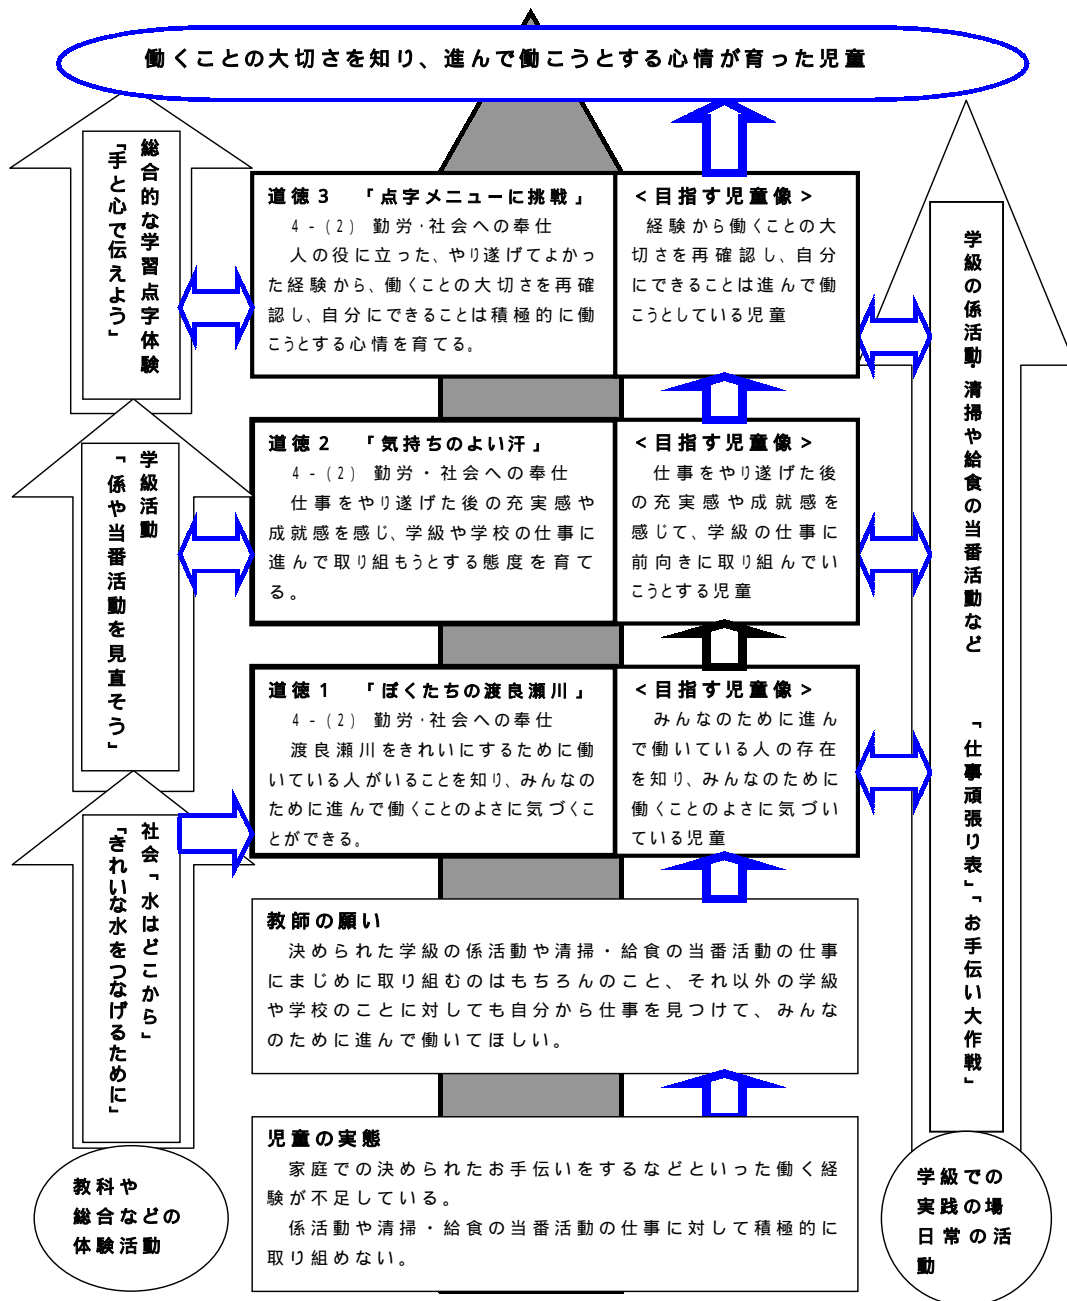 働くことの大切さを知り、進んで働こうとする心情が育った児童
総合的な学習点字体験
「手と心で伝えよう」
道徳3 「点字メニューに挑戦」
4-(2) 勤労・社会への奉仕
人の役に立った、やり遂げてよかっ
た経験から、働くことの大切さを再確
認し、自分にできることは積極的に働
こうとする心情を育てる。
<目指す児童像>
経験から働くことの大
切さを再確認し、自分
にできることは進んで働
こうとしている児童
学級活動
「係や当番活動を見直そう」
道徳2 「気持ちのよい汗」
4-(2) 勤労・社会への奉仕
仕事をやり遂げた後の充実感や
成就感を感じ、学級や学校の仕事に
進んで取り組もうとする態度を育て
る。
<目指す児童像>
仕事をやり遂げた後
の充実感や成就感を
感じて、学級の仕事に
前向きに取り組んでい
こうとする児童
社会「水はどこから」
「きれいな水をつなげるために」
道徳1 「ぼくたちの渡良瀬川」
4-(2) 勤労・社会への奉仕
渡良瀬川をきれいにするために働
いている人がいることを知り、みんなの
ために進んで働くことのよさに気づくこ
とができる。
<目指す児童像>
みんなのために進ん
で働いている人の存在
を知り、みんなのために
働くことのよさに気づい
ている児童
学級の係活動・清掃や給食の当番活動など 「仕事頑張り表」「お手伝い大作戦」
教師の願い
決められた学級の係活動や清掃・給食の当番活動の仕事
にまじめに取り組むのはもちろんのこと、それ以外の学級
や学校のことに対しても自分から仕事を見つけて、みんな
のために進んで働いてほしい。
児童の実態
家庭での決められたお手伝いをするなどといった働く経
験が不足している。
係活動や清掃・給食の当番活動の仕事に対して積極的に
取り組めない。
教科や
総合などの
体験活動
学級での
実践の場
日常の活
動